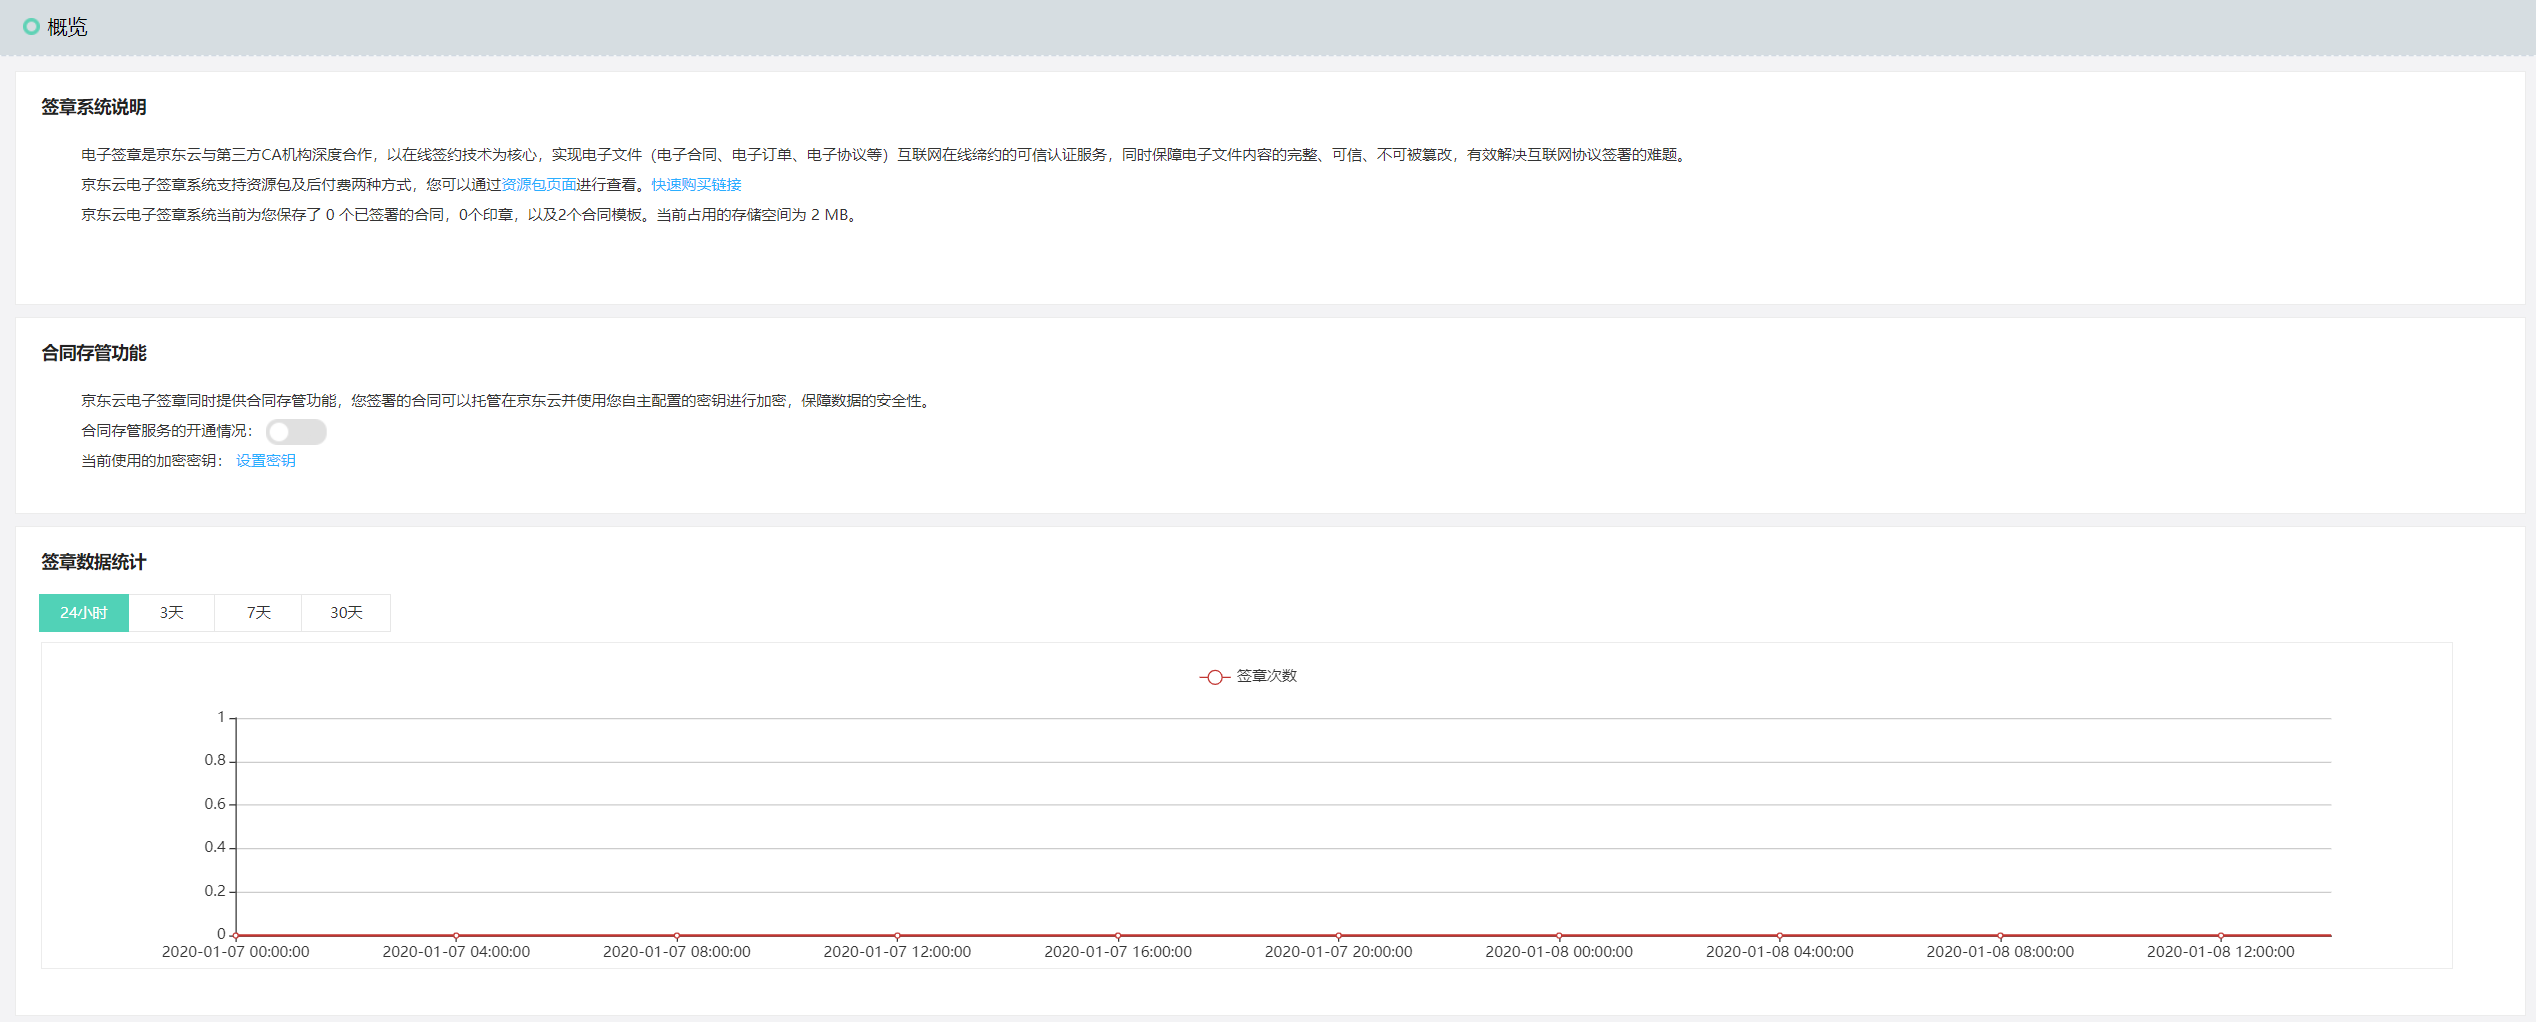 概览
签章系统说明
电子签章是京东云与第三方CA机构深度合作，以在线签约技术为核心，实现电子文件（电子合同、电子订单、电子协议等）互联网在线缔约的可信认证服务，同时保障电子文件内容的完整、可信、不可被篡改，有效解决互联网协议签署的难题。
京东云电子签章系统支持资源包及后付费两种方式，您可以通过资源包页面进行查看。快速购买链接
京东云电子签章系统当前为您保存了 0 个已签署的合同，0个印章，以及2个合同模板。当前占用的存储空间为 2 MB。
合同存管功能
京东云电子签章同时提供合同存管功能，您签署的合同可以托管在京东云并使用您自主配置的密钥进行加密，保障数据的安全性。
合同存管服务的开通情况：
当前使用的加密密钥： 设置密钥
签章数据统计
24小时 3天 7天 30天
签章次数
1
0.8
0.6
0.4
0.2
0
2020-01-07 00:00:00 2020-01-07 04:00:00 2020-01-07 08:00:00 2020-01-07 12:00:00 2020-01-07 16:00:00 2020-01-07 20:00:00 2020-01-08 00:00:00 2020-01-08 04:00:00 2020-01-08 08:00:00 2020-01-08 12:00:00